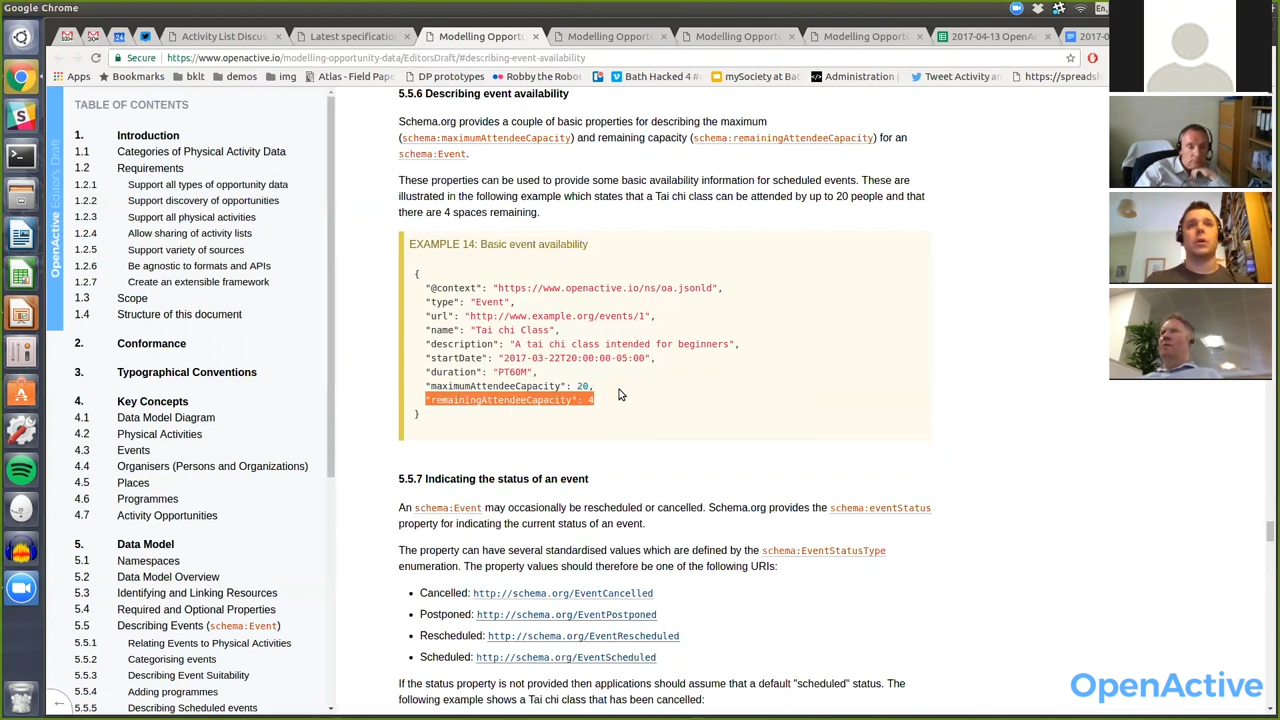 Google Chrome
En
Activity List Discus
Latest specification
Modelling Opportu
Modelling Opportu
Modelling Opportu
Modelling Opportu
2017-04-13 OpenA
2017-0
Secure
https://www.openactive.io/modelling-opportunity-data/EditorsDraft/#describing-event-availability
Apps
Bookmarks
bklt
demos
img
Atlas - Field Pape
DP prototypes
Robby the Robo
Bath Hacked 4
mySociety at Bat
Administration
Tweet Activity an
https://spreadsh
OpenActive Editor's Draft
TABLE OF CONTENTS
1. Introduction
1.1 Categories of Physical Activity Data
1.2 Requirements
1.2.1 Support all types of opportunity data
1.2.2 Support discovery of opportunities
1.2.3 Support all physical activities
1.2.4 Allow sharing of activity lists
1.2.5 Support variety of sources
1.2.6 Be agnostic to formats and APIs
1.2.7 Create an extensible framework
1.3 Scope
1.4 Structure of this document
2. Conformance
3. Typographical Conventions
4. Key Concepts
4.1 Data Model Diagram
4.2 Physical Activities
4.3 Events
4.4 Organisers (Persons and Organizations)
4.5 Places
4.6 Programmes
4.7 Activity Opportunities
5. Data Model
5.1 Namespaces
5.2 Data Model Overview
5.3 Identifying and Linking Resources
5.4 Required and Optional Properties
5.5 Describing Events (schema:Event)
5.5.1 Relating Events to Physical Activities
5.5.2 Categorising events
5.5.3 Describing Event Suitability
5.5.4 Adding programmes
5.5.5 Describing Scheduled events
5.5.6 Describing event availability
Schema.org provides a couple of basic properties for describing the maximum
(schema:maximumAttendeeCapacity) and remaining capacity (schema:remainingAttendeeCapacity) for an
schema:Event.
These properties can be used to provide some basic availability information for scheduled events. These are
illustrated in the following example which states that a Tai chi class can be attended by up to 20 people and that
there are 4 spaces remaining.
EXAMPLE 14: Basic event availability
{
"@context": "https://www.openactive.io/ns/oa.jsonld",
"type": "Event",
"url": "http://www.example.org/events/1",
"name": "Tai chi Class",
"description": "A tai chi class intended for beginners",
"startDate": "2017-03-22T20:00:00-05:00",
"duration": "PT60M",
"maximumAttendeeCapacity": 20,
"remainingAttendeeCapacity": 4
}
5.5.7 Indicating the status of an event
An schema:Event may occasionally be rescheduled or cancelled. Schema.org provides the schema:eventStatus
property for indicating the current status of an event.
The property can have several standardised values which are defined by the schema:EventStatusType
enumeration. The property values should therefore be one of the following URIs:
• Cancelled: http://schema.org/EventCancelled
• Postponed: http://schema.org/EventPostponed
• Rescheduled: http://schema.org/EventRescheduled
• Scheduled: http://schema.org/EventScheduled
If the status property is not provided then applications should assume that a default "scheduled" status. The
following example shows a Tai chi class that has been cancelled:
OpenActive